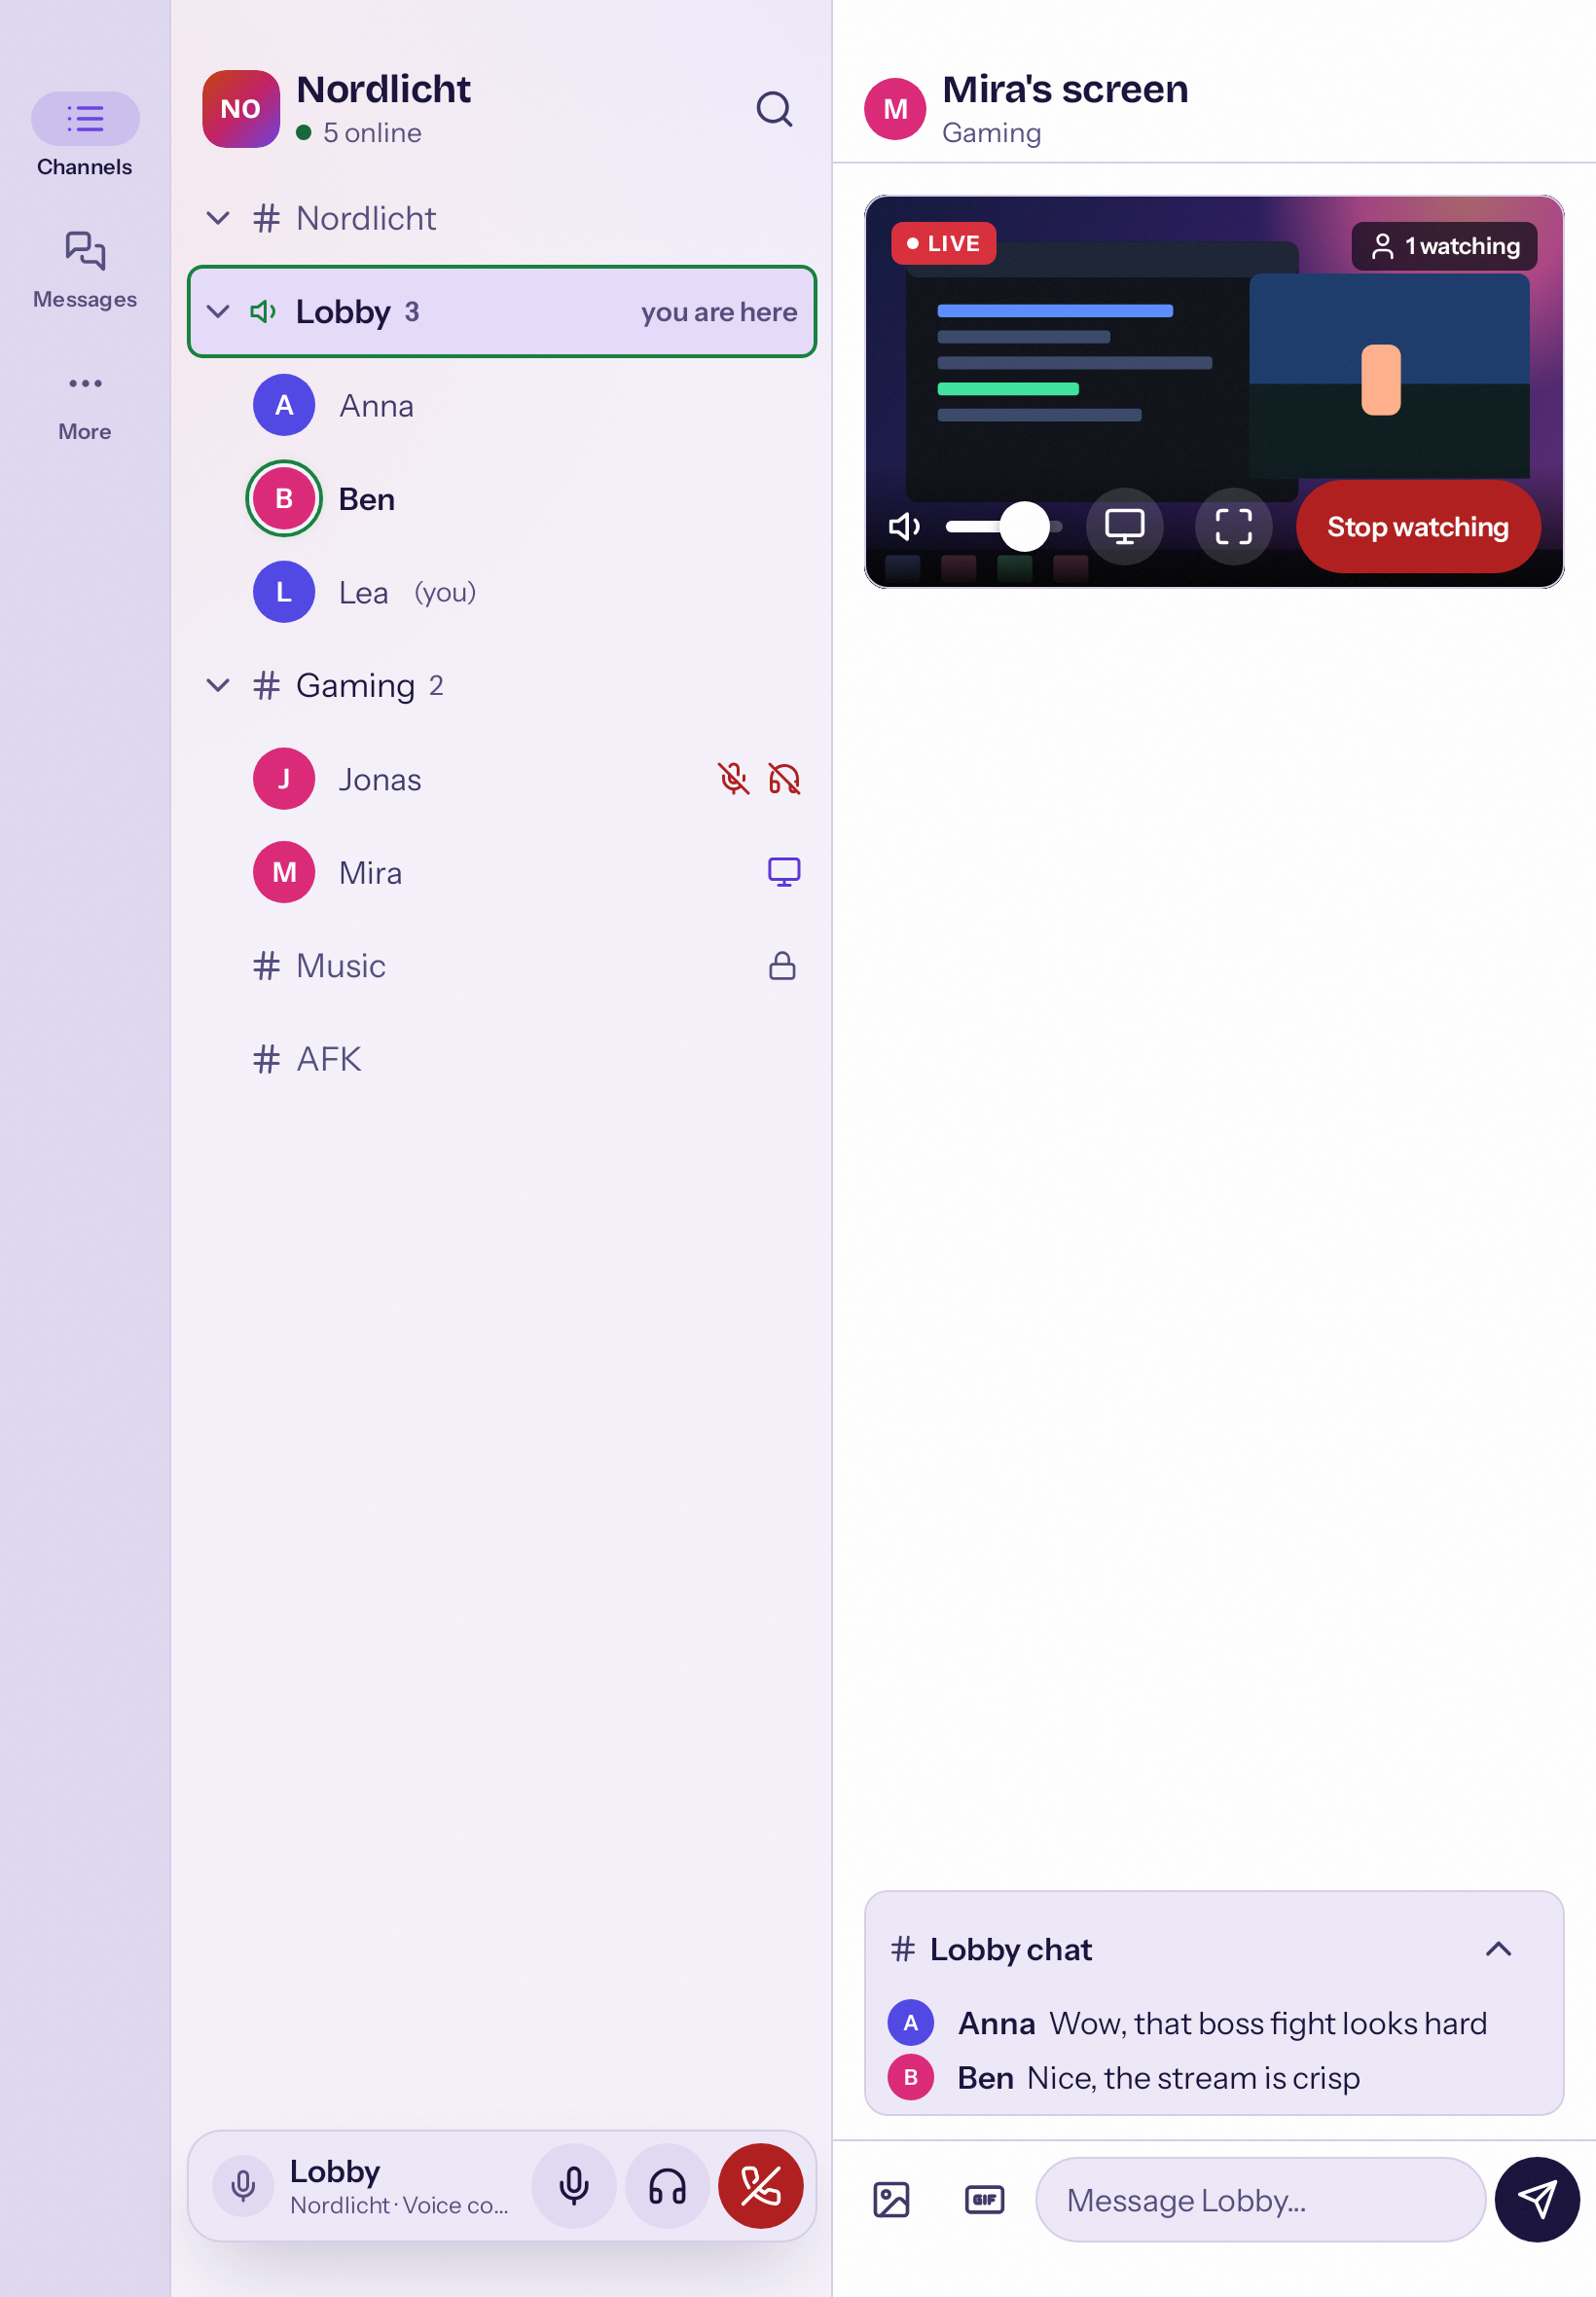 Channels
Messages
More
NO
Nordlicht
5 online
Nordlicht
Lobby 3 you are here
A Anna
B Ben
L Lea (you)
Gaming 2
J Jonas
M Mira
Music
AFK
Lobby
Nordlicht · Voice co...
M
Mira's screen
Gaming
LIVE
1 watching
Stop watching
# Lobby chat
A Anna Wow, that boss fight looks hard
B Ben Nice, the stream is crisp
GIF
Message Lobby...